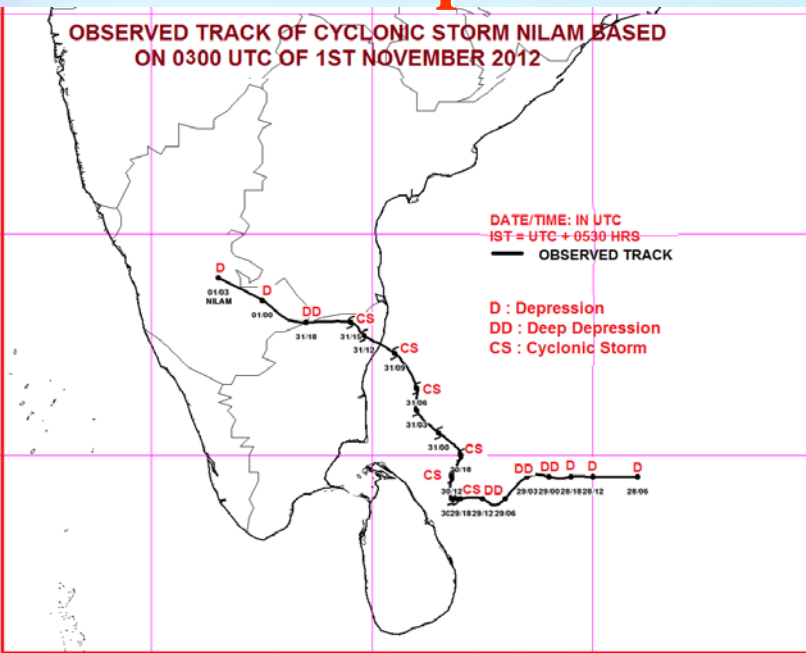 OBSERVED TRACK OF CYCLONIC STORM NILAM BASED
ON 0300 UTC OF 1ST NOVEMBER 2012
DATE/TIME: IN UTC
IST = UTC + 0530 HRS
OBSERVED TRACK
D : Depression
DD : Deep Depression
CS : Cyclonic Storm
D
01/03
NILAM
D
01/00
DD
31/18
CS
31/15
31/12
CS
31/09
CS
31/06
31/03
31/00
CS
30/18
CS
30/12
CS
DD
DD
DD
D
D
D
29/18
29/12
29/06
29/03
29/00
28/18
28/12
28/06